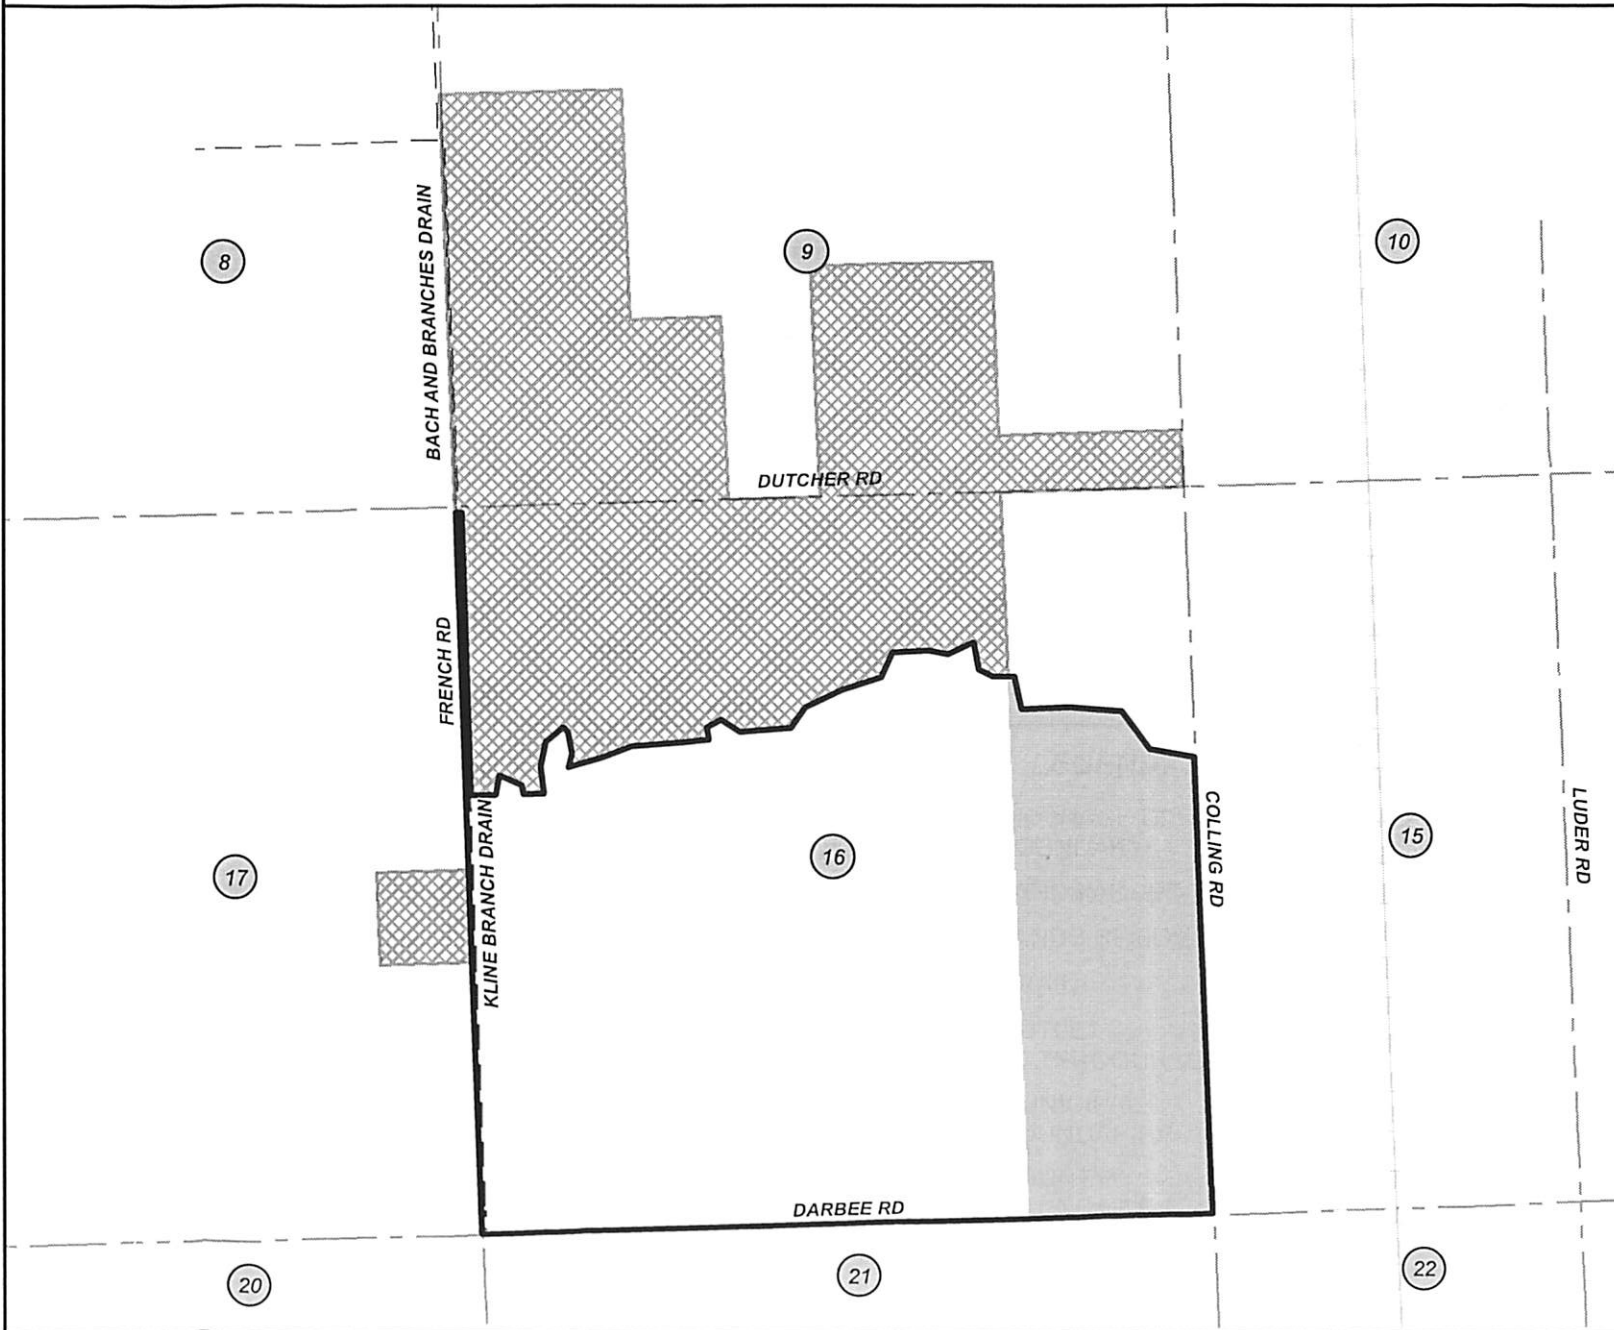 BACH AND BRANCHES DRAIN
8
9
10
DUTCHER RD
FRENCH RD
KLINE BRANCH DRAIN
17
16
COLLING RD
15
LUDER RD
DARBEE RD
20
21
22